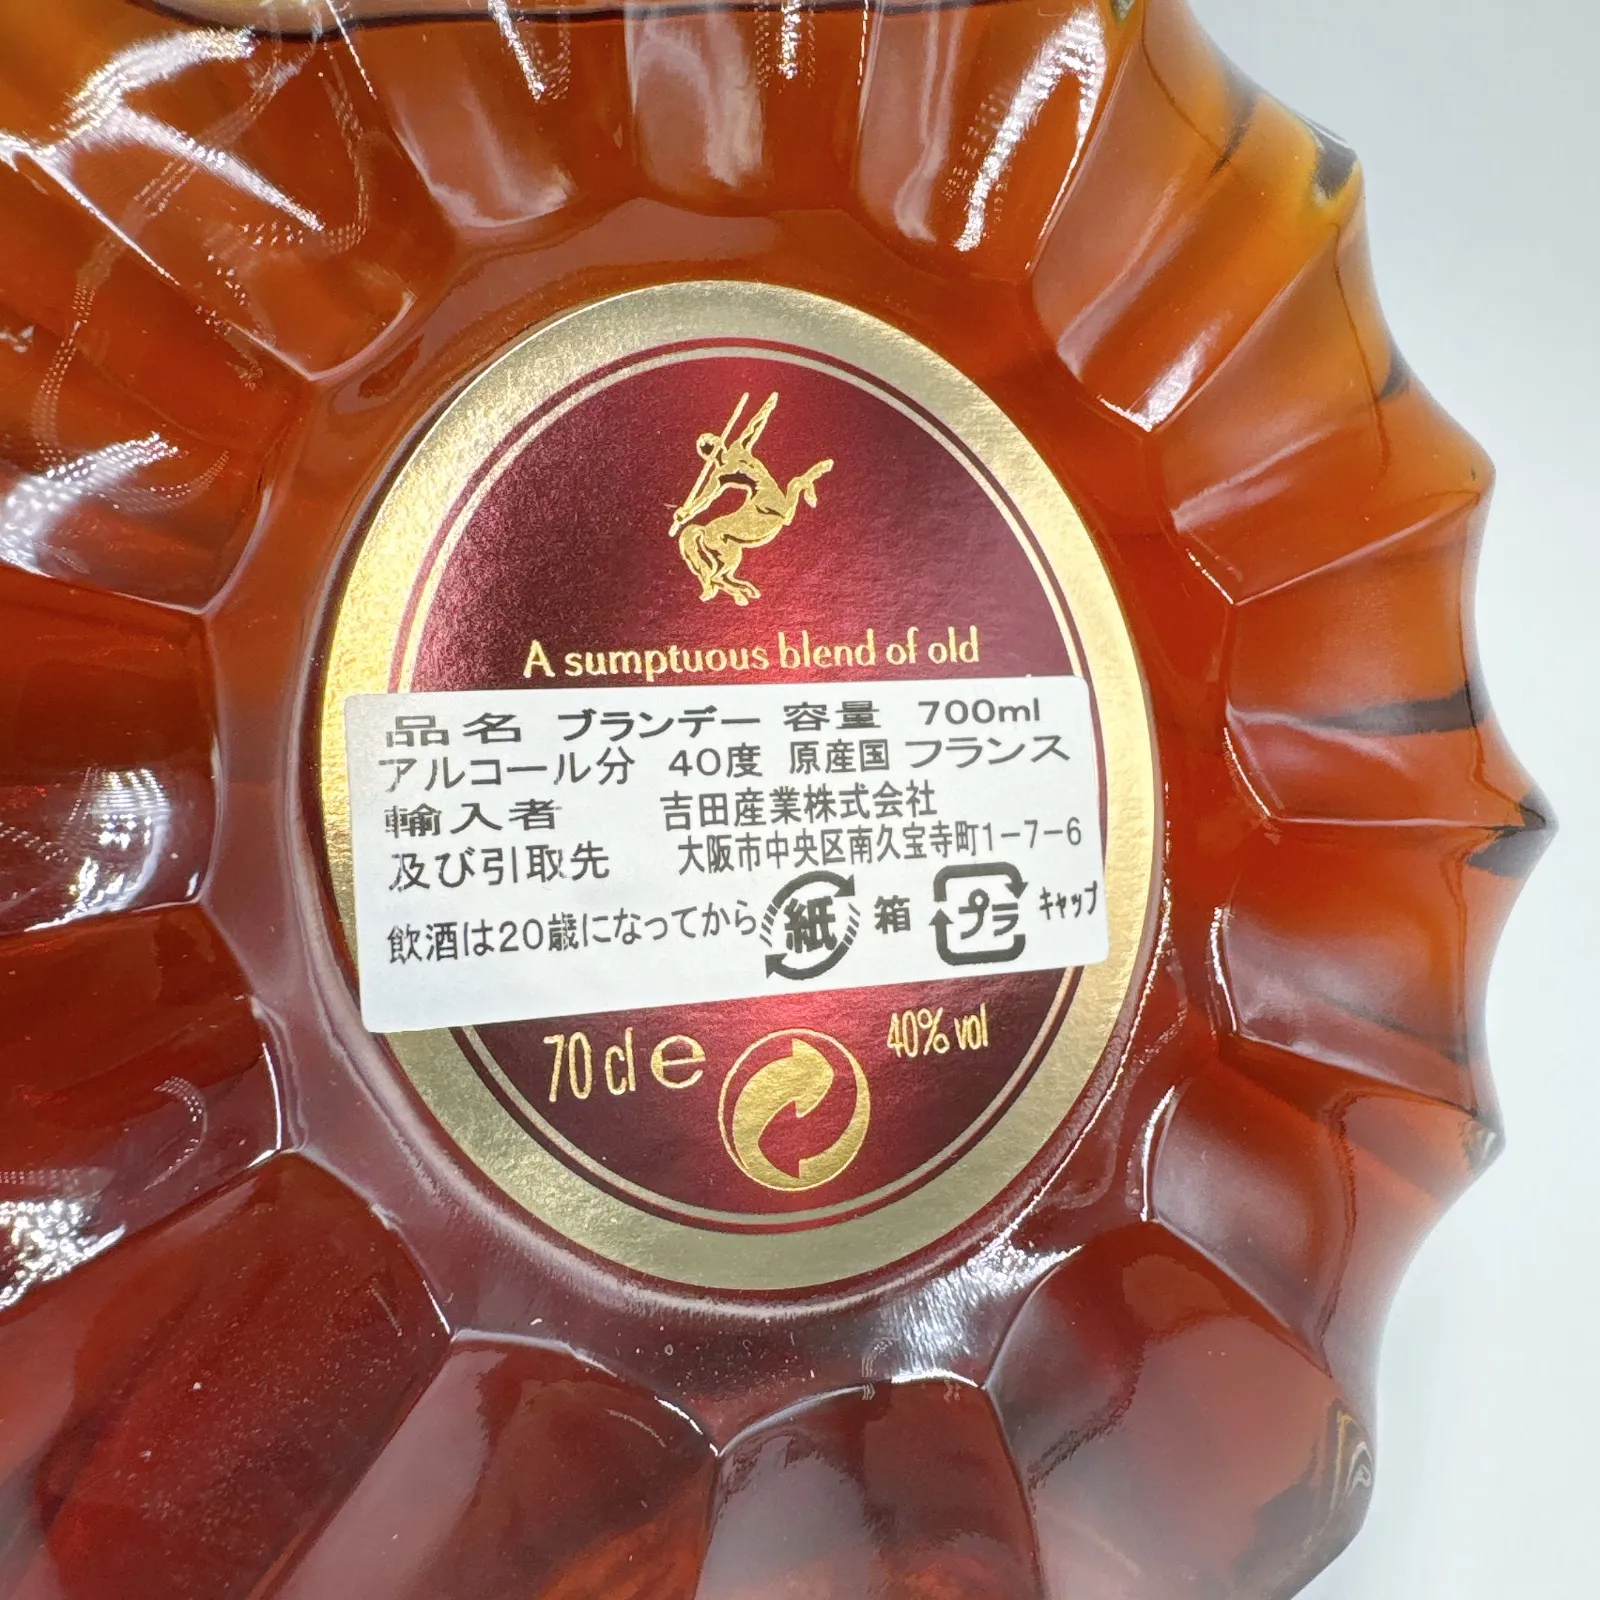 A sumptuous blend of old
品名 ブランデー 容量 700ml
アルコール分 40度 原産国 フランス
輸入者 吉田産業株式会社
及び引取先 大阪市中央区南久宝寺町1-7-6
飲酒は20歳になってから 紙 箱 プラ キャップ
70 cl e 40% vol